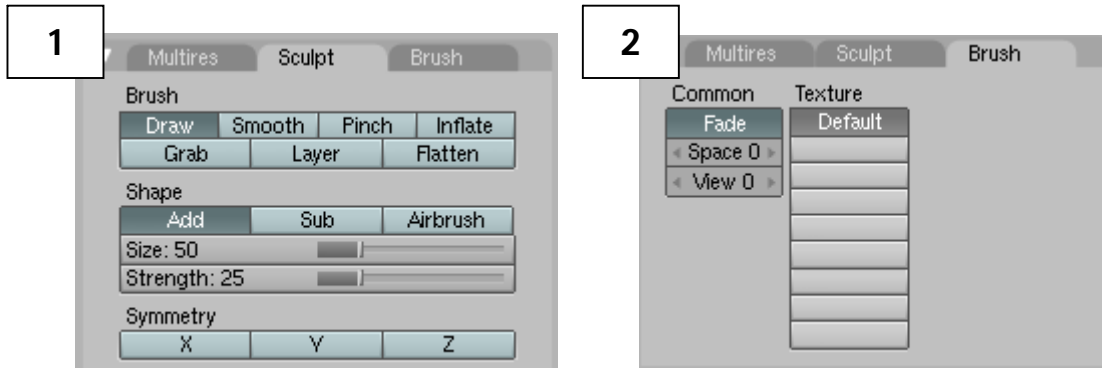 1
Multires Sculpt Brush
Brush
Draw Smooth Pinch Inflate
Grab Layer Flatten
Shape
Add Sub Airbrush
Size: 50
Strength: 25
Symmetry
X Y Z
2
Multires Sculpt Brush
Common Texture
Fade Default
Space 0
View 0